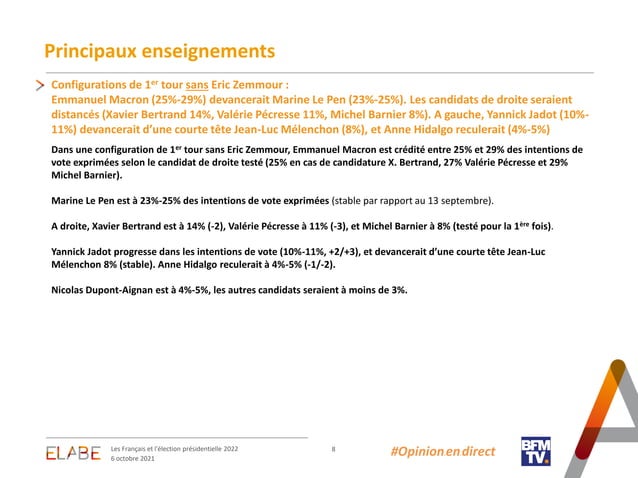 Principaux enseignements
Configurations de 1er tour sans Eric Zemmour :
Emmanuel Macron (25%-29%) devancerait Marine Le Pen (23%-25%). Les candidats de droite seraient
distancés (Xavier Bertrand 14%, Valérie Pécresse 11%, Michel Barnier 8%). A gauche, Yannick Jadot (10%-
11%) devancerait d'une courte tête Jean-Luc Mélenchon (8%), et Anne Hidalgo reculerait (4%-5%)
Dans une configuration de 1er tour sans Eric Zemmour, Emmanuel Macron est crédité entre 25% et 29% des intentions de
vote exprimées selon le candidat de droite testé (25% en cas de candidature X. Bertrand, 27% Valérie Pécresse et 29%
Michel Barnier).
Marine Le Pen est à 23%-25% des intentions de vote exprimées (stable par rapport au 13 septembre).
A droite, Xavier Bertrand est à 14% (-2), Valérie Pécresse à 11% (-3), et Michel Barnier à 8% (testé pour la 1ère fois).
Yannick Jadot progresse dans les intentions de vote (10%-11%, +2/+3), et devancerait d'une courte tête Jean-Luc
Mélenchon 8% (stable). Anne Hidalgo reculerait à 4%-5% (-1/-2).
Nicolas Dupont-Aignan est à 4%-5%, les autres candidats seraient à moins de 3%.
ELABE
Les Français et l'élection présidentielle 2022
6 octobre 2021
8
#Opinion en direct
BFM
TV.